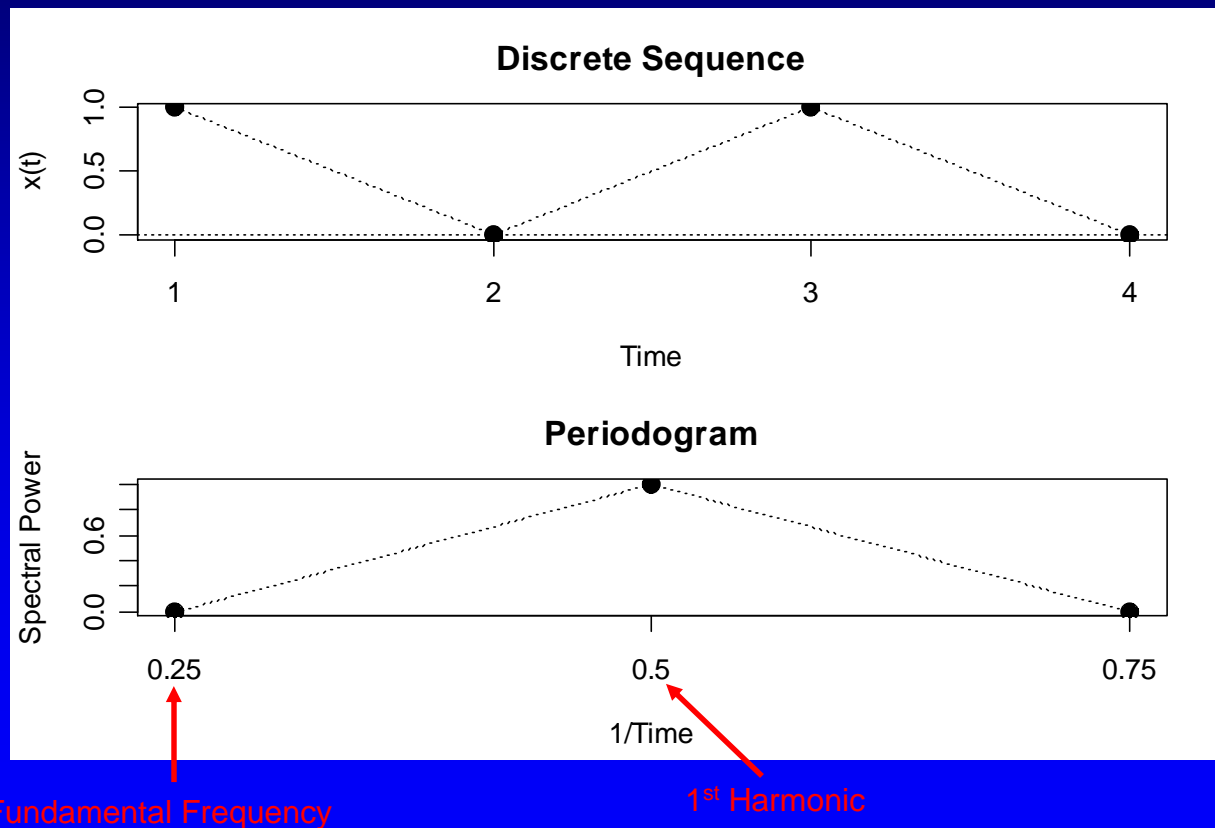 Discrete Sequence
x(t)
1.0
0.5
0.0
1 2 3 4
Time
Periodogram
Spectral Power
0.6
0.0
0.25 0.5 0.75
1/Time
Fundamental Frequency
1st Harmonic